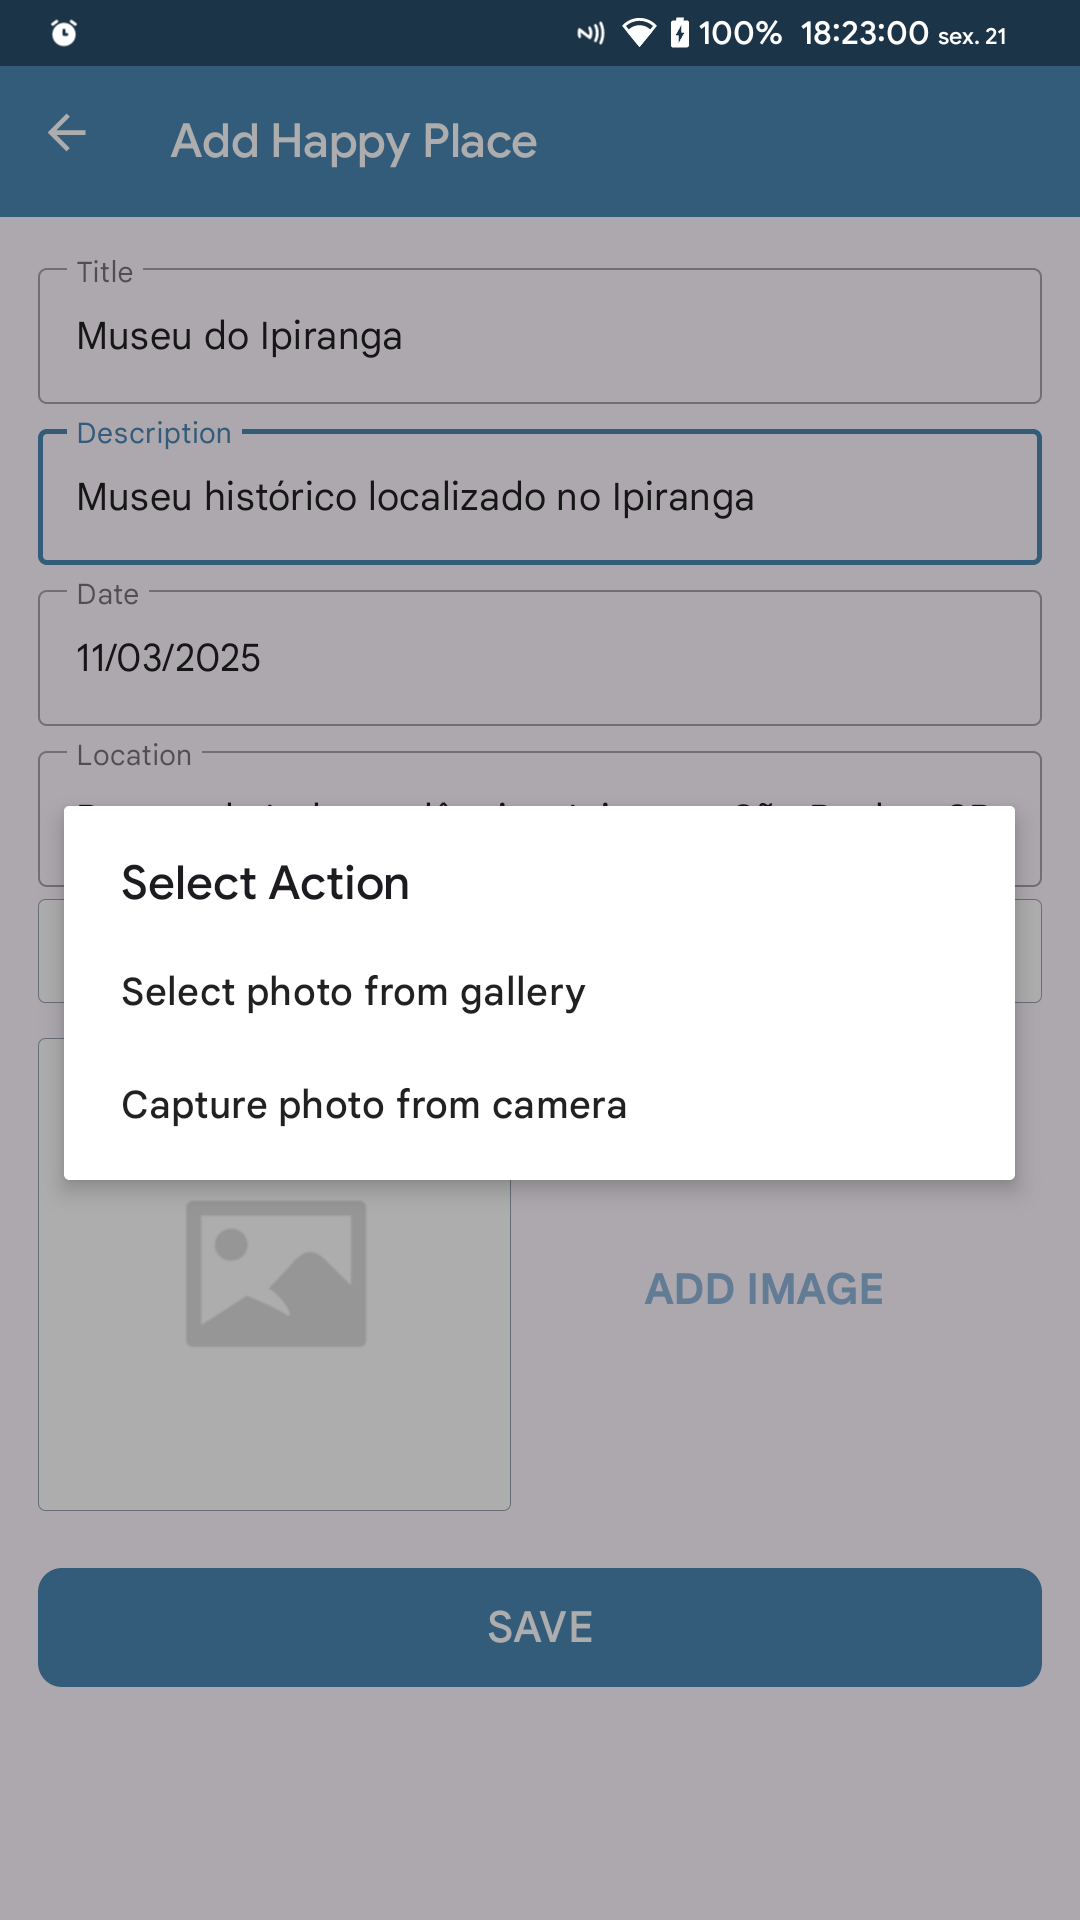 100% 18:23:00 sex. 21
Add Happy Place
Title
Museu do Ipiranga
Description
Museu histórico localizado no Ipiranga
Date
11/03/2025
Location
Select Action
Select photo from gallery
Capture photo from camera
ADD IMAGE
SAVE